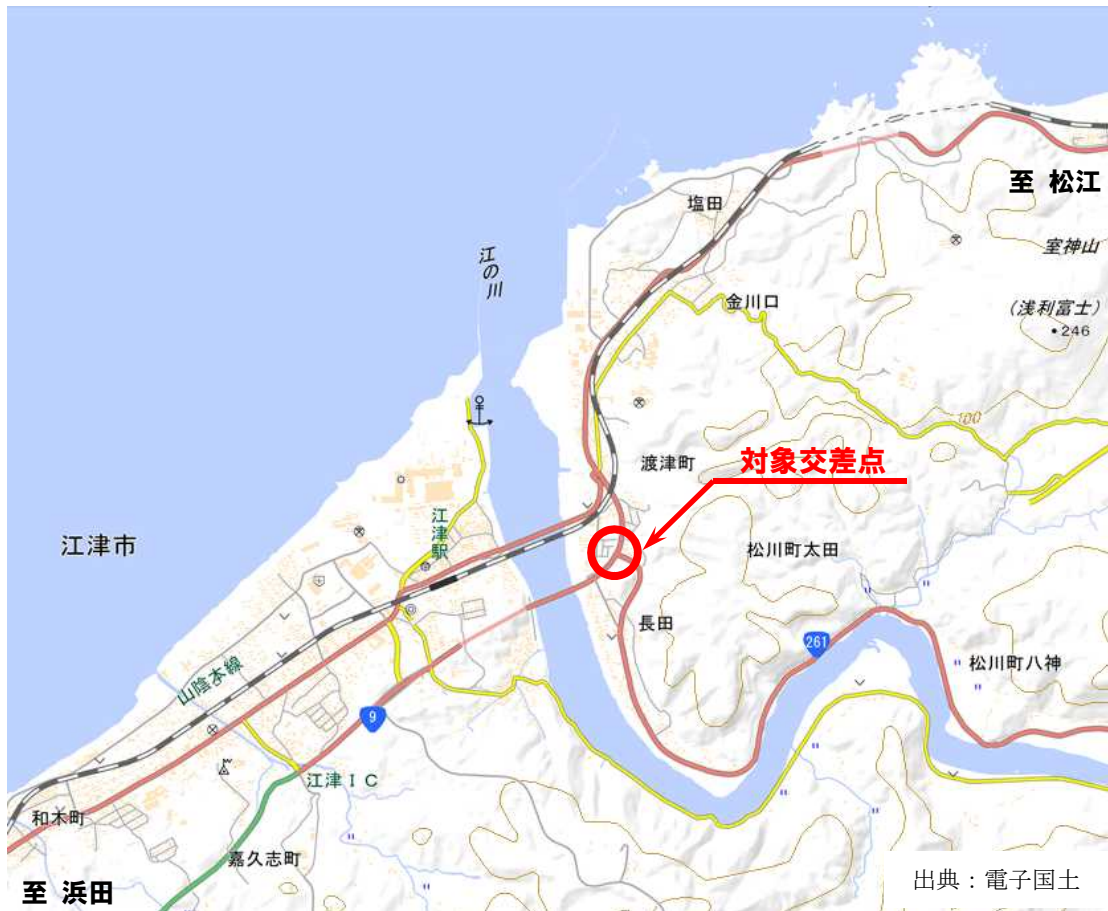 至 松江
塩田
室神山
江の川
金川口
(浅利富士)
・246
100
渡津町
対象交差点
江津市
江津駅
松川町太田
長田
261
松川町八神
山陰本線
9
江津IC
和木町
嘉久志町
至 浜田
出典:電子国土